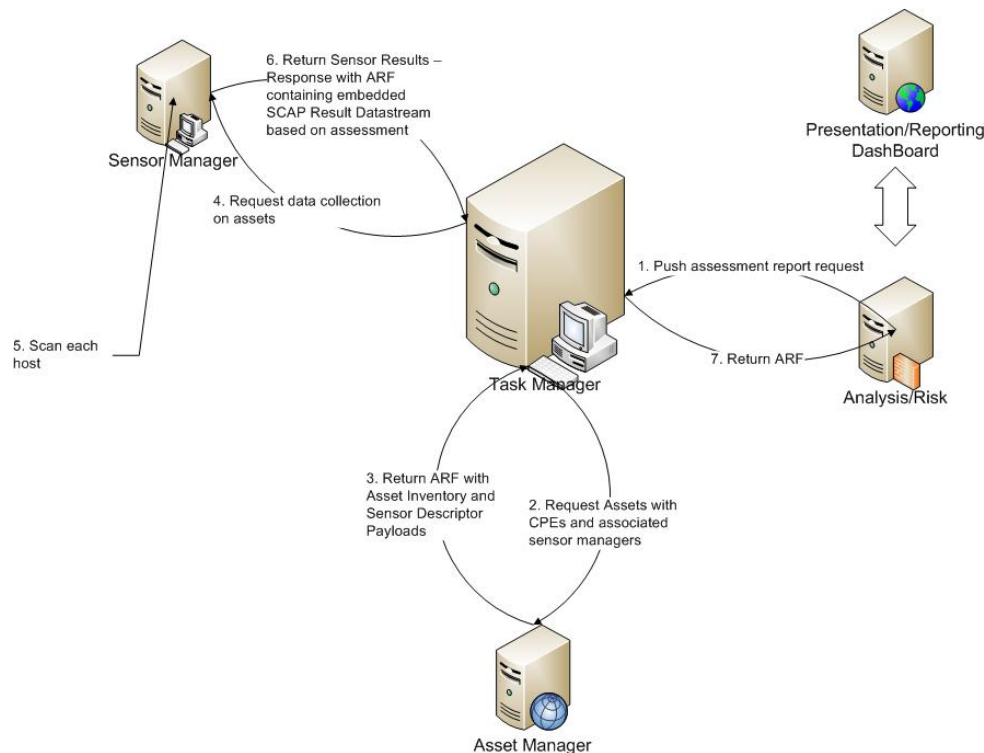 6. Return Sensor Results –
Response with ARF
containing embedded
SCAP Result Datastream
based on assessment
Sensor Manager
4. Request data collection
on assets
Presentation/Reporting
DashBoard
1. Push assessment report request
5. Scan each
host
7. Return ARF
Task Manager
Analysis/Risk
3. Return ARF with
Asset Inventory and
Sensor Descriptor
Payloads
2. Request Assets with
CPEs and associated
sensor managers
Asset Manager